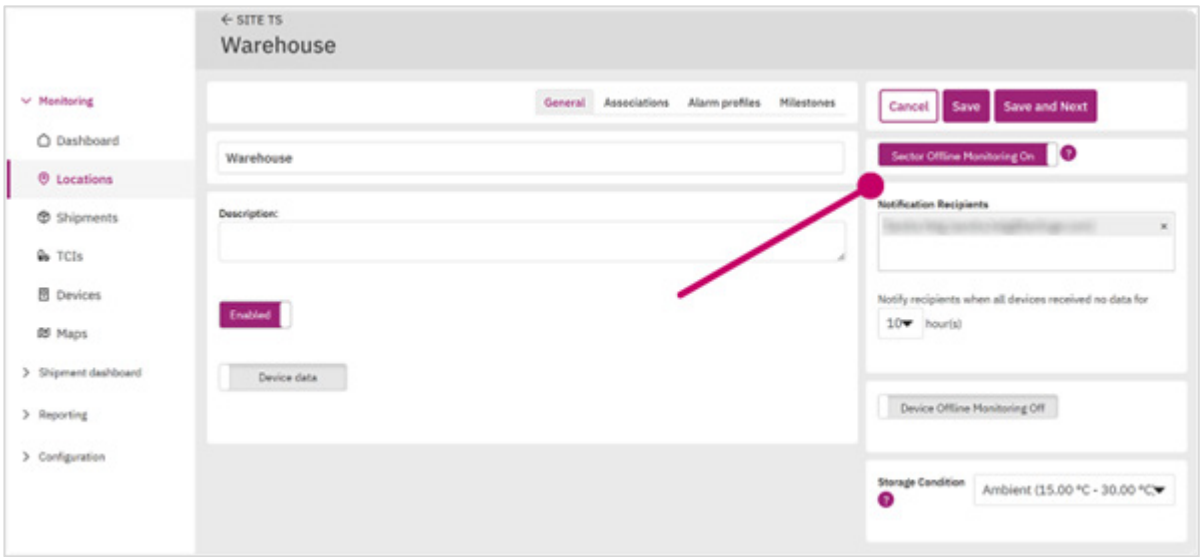 ← SITE TS
Warehouse
Monitoring
Dashboard
Locations
Shipments
TCIs
Devices
Maps
Shipment dashboard
Reporting
Configuration
General Associations Alarm profiles Milestones
Warehouse
Description:
Enabled
Device data
Cancel Save Save and Next
Sector Offline Monitoring On ?
Notification Recipients
×
Notify recipients when all devices received no data for
10 hour(s)
Device Offline Monitoring Off
Storage Condition ?
Ambient (15.00 °C - 30.00 °C